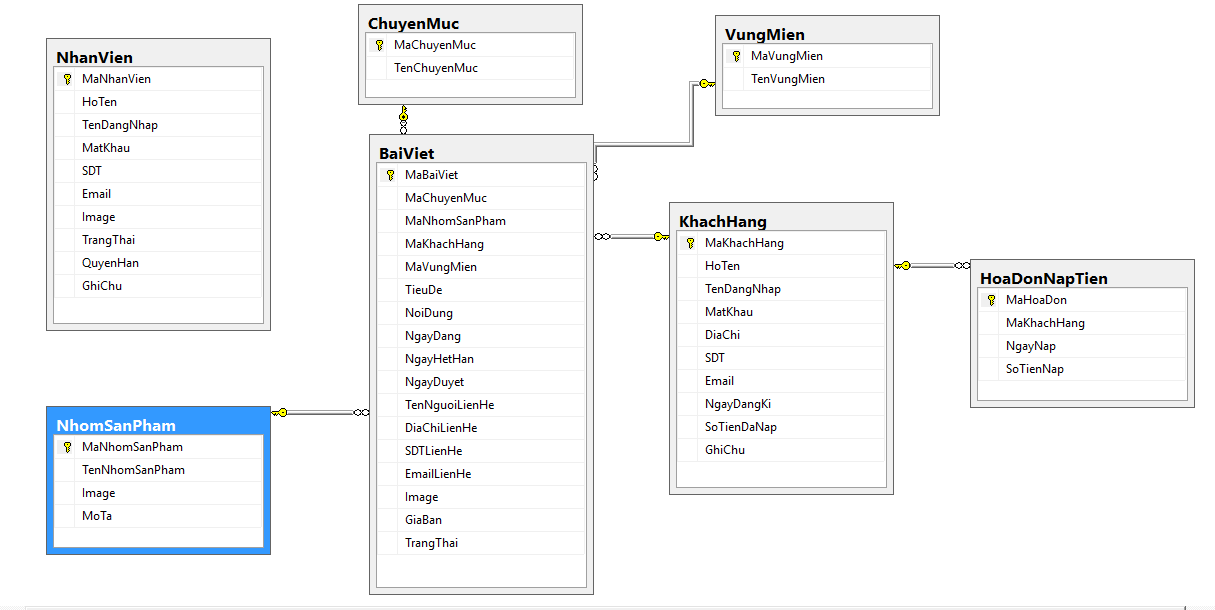 ChuyenMuc
MaChuyenMuc
TenChuyenMuc
VungMien
MaVungMien
TenVungMien
NhanVien
MaNhanVien
HoTen
TenDangNhap
MatKhau
SDT
Email
Image
TrangThai
QuyenHan
GhiChu
BaiViet
MaBaiViet
MaChuyenMuc
MaNhomSanPham
MaKhachHang
MaVungMien
TieuDe
NoiDung
NgayDang
NgayHetHan
NgayDuyet
TenNguoiLienHe
DiaChiLienHe
SDTLienHe
EmailLienHe
Image
GiaBan
TrangThai
KhachHang
MaKhachHang
HoTen
TenDangNhap
MatKhau
DiaChi
SDT
Email
NgayDangKi
SoTienDaNap
GhiChu
HoaDonNapTien
MaHoaDon
MaKhachHang
NgayNap
SoTienNap
NhomSanPham
MaNhomSanPham
TenNhomSanPham
Image
MoTa